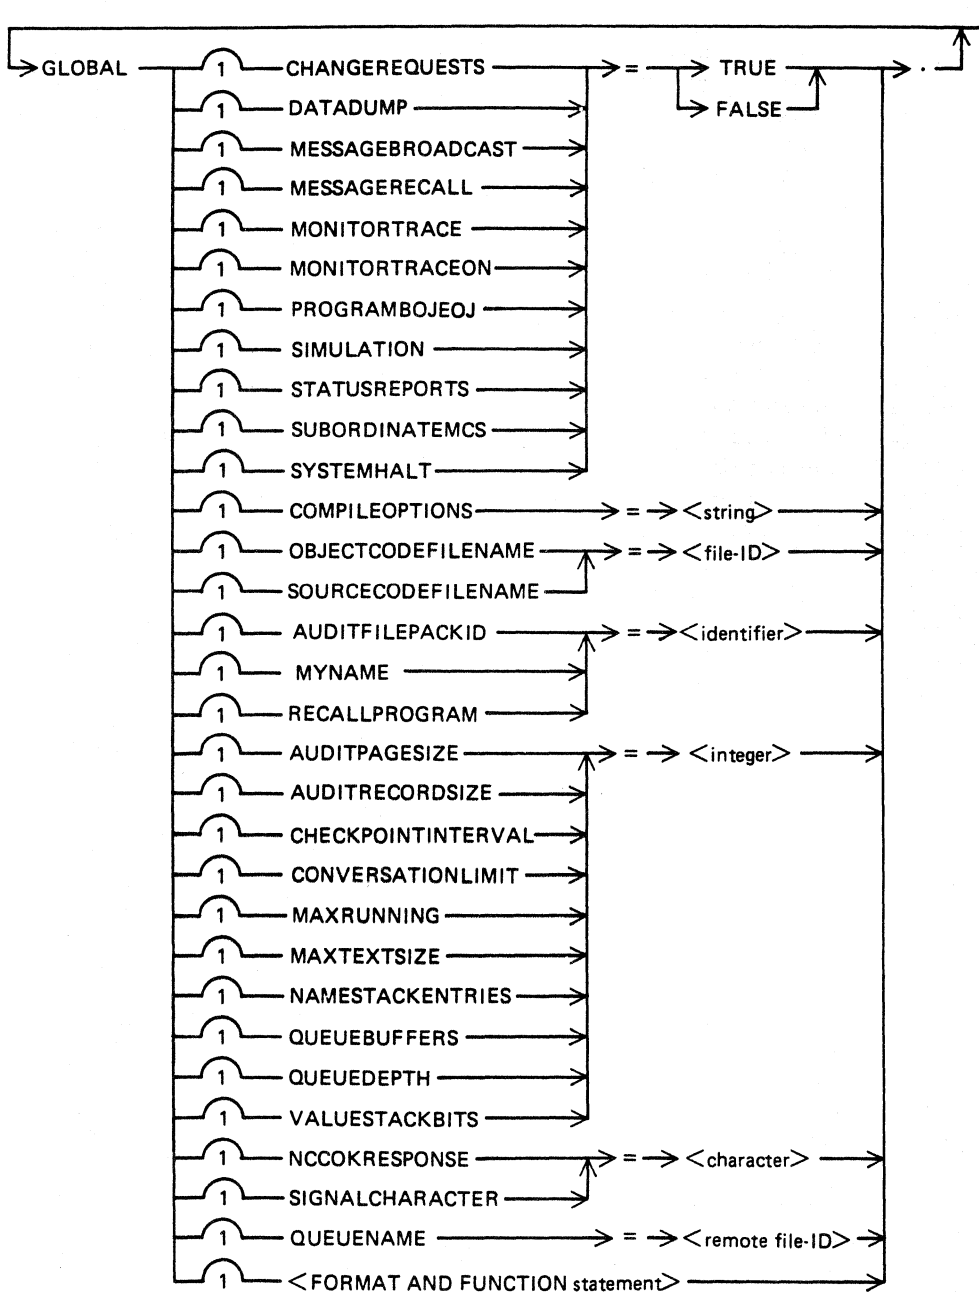 GLOBAL 1 CHANGEREQUESTS = TRUE .
1 DATADUMP FALSE
1 MESSAGEBROADCAST
1 MESSAGERECALL
1 MONITORTRACE
1 MONITORTRACEON
1 PROGRAMBOJEOJ
1 SIMULATION
1 STATUSREPORTS
1 SUBORDINATEMCS
1 SYSTEMHALT
1 COMPILEOPTIONS = <string>
1 OBJECTCODEFILENAME = <file-ID>
1 SOURCECODEFILENAME
1 AUDITFILEPACKID = <identifier>
1 MYNAME
1 RECALLPROGRAM
1 AUDITPAGESIZE = <integer>
1 AUDITRECORDSIZE
1 CHECKPOINTINTERVAL
1 CONVERSATIONLIMIT
1 MAXRUNNING
1 MAXTEXTSIZE
1 NAMESTACKENTRIES
1 QUEUEBUFFERS
1 QUEUEDEPTH
1 VALUESTACKBITS
1 NCCOKRESPONSE = <character>
1 SIGNALCHARACTER
1 QUEUENAME = <remote file-ID>
1 <FORMAT AND FUNCTION statement>